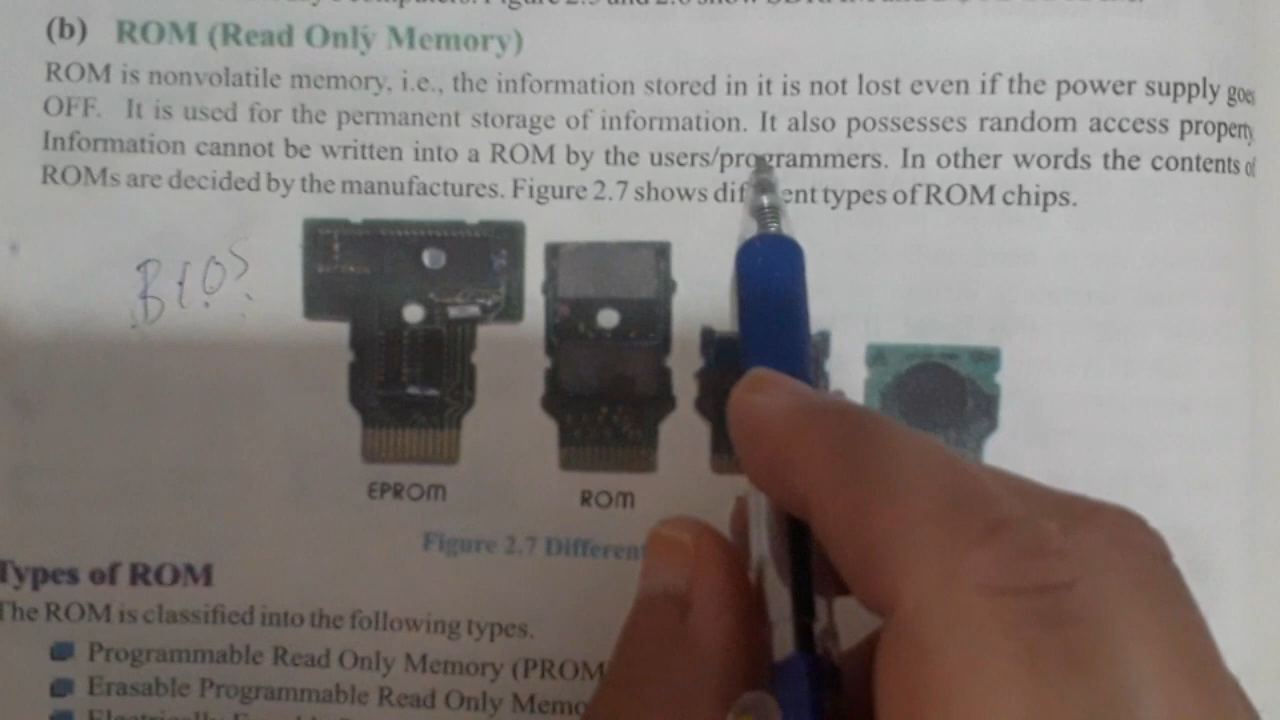 (b) ROM (Read Only Memory)
ROM is nonvolatile memory, i.e., the information stored in it is not lost even if the power supply goes
OFF. It is used for the permanent storage of information. It also possesses random access property
Information cannot be written into a ROM by the users/programmers. In other words the contents of
ROMs are decided by the manufactures. Figure 2.7 shows different types of ROM chips.
BIOS
EPROM
ROM
Figure 2.7 Different
Types of ROM
The ROM is classified into the following types.
Programmable Read Only Memory (PROM
Erasable Programmable Read Only Memo